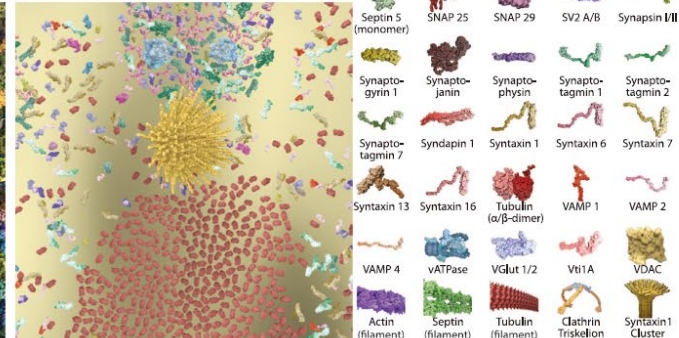 Septin 5
(monomer)
SNAP 25
SNAP 29
SV2 A/B
Synapsin I/II
Synapto-
gyrin 1
Synapto-
janin
Synapto-
physin
Synapto-
tagmin 1
Synapto-
tagmin 2
Synapto-
tagmin 7
Syndapin 1
Syntaxin 1
Syntaxin 6
Syntaxin 7
Syntaxin 13
Syntaxin 16
Tubulin
(α/β-dimer)
VAMP 1
VAMP 2
VAMP 4
vATPase
VGlut 1/2
Vti1A
VDAC
Actin
(filament)
Septin
(filament)
Tubulin
(filament)
Clathrin
Triskelion
Syntaxin1
Cluster